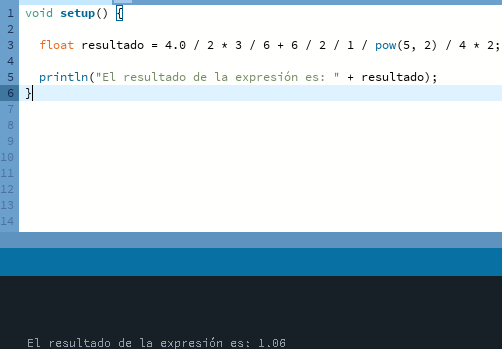 1 void setup() {
2
3 float resultado = 4.0 / 2 * 3 / 6 + 6 / 2 / 1 / pow(5, 2) / 4 * 2;
4
5 println("El resultado de la expresión es: " + resultado);
6 }
7
8
9
10
11
12
13
14
El resultado de la expresión es: 1.06